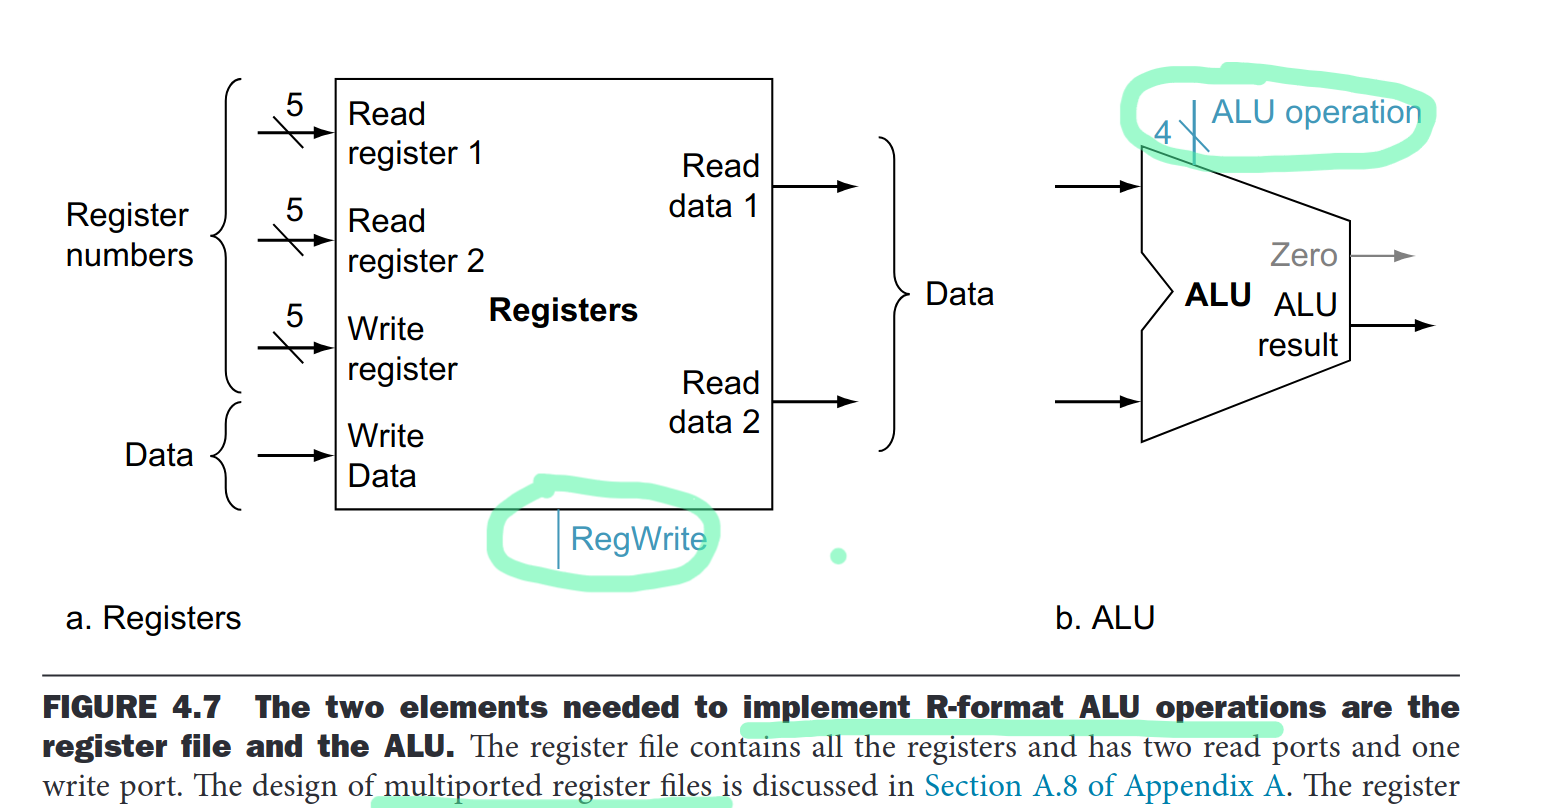 5
Read
register 1
5
Read
register 2
Register
numbers
5
Write
register
Data
Write
Data
Registers
Read
data 1
Read
data 2
Data
RegWrite
4
ALU operation
Zero
ALU
ALU
result
a. Registers
b. ALU
FIGURE 4.7 The two elements needed to implement R-format ALU operations are the
register file and the ALU. The register file contains all the registers and has two read ports and one
write port. The design of multiported register files is discussed in Section A.8 of Appendix A. The register